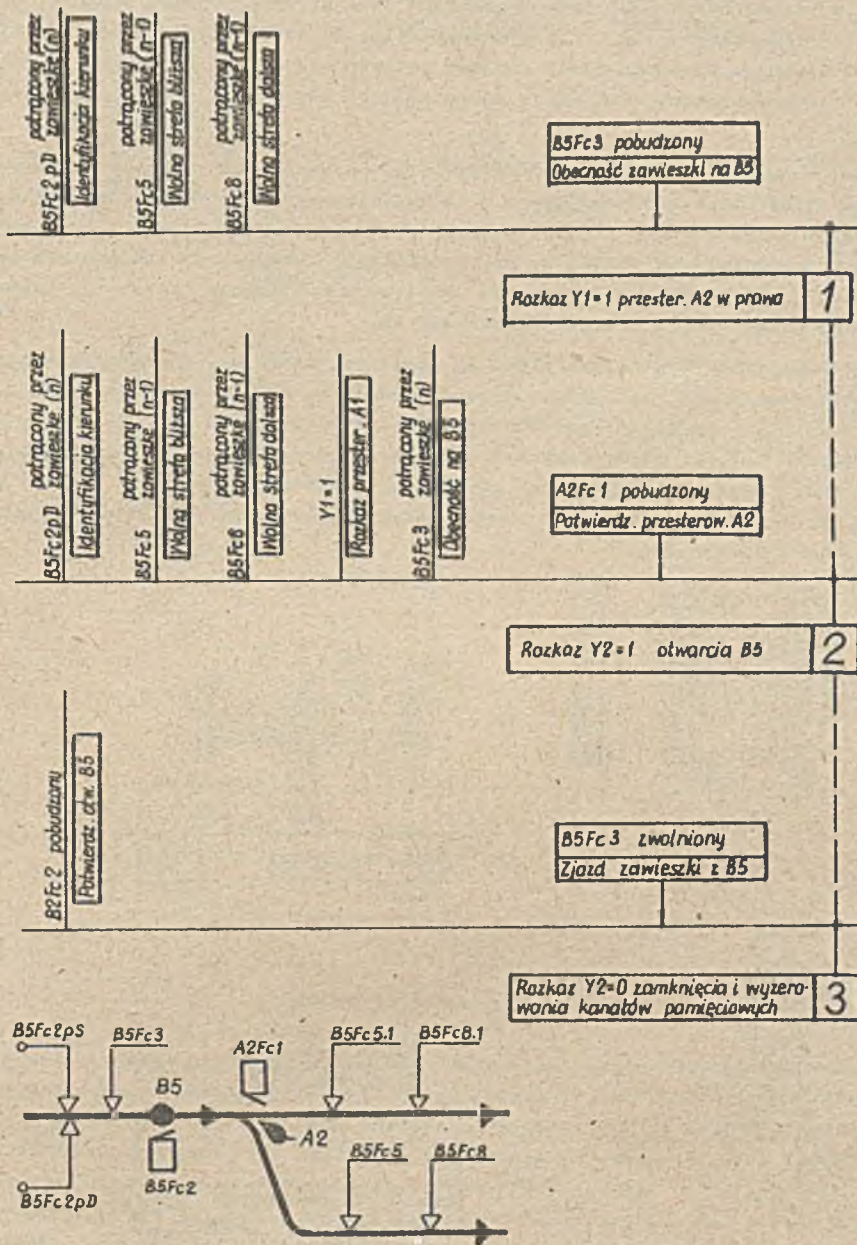 B5Fc2pD potrącony przez
zawieszkę (n)
Identyfikacja kierunku
B5Fc5 potrącony przez
zawieszkę (n-1)
Wolna strefa bliższa
B5Fc8 potrącony przez
zawieszkę (n-1)
Wolna strefa dalsza
B5Fc3 pobudzony
Obecność zawieszki na B5
Rozkaz Y1=1 przester. A2 w prawo
1
B5Fc2pD potrącony przez
zawieszkę (n)
Identyfikacja kierunku
B5Fc5 potrącony przez
zawieszkę (n-1)
Wolna strefa bliższa
B5Fc8 potrącony przez
zawieszkę (n-1)
Wolna strefa dalsza
Y1=1
Rozkaz przester. A1
B5Fc3 potrącony przez
zawieszkę (n)
Obecność na B5
A2Fc1 pobudzony
Potwierdz. przesterow. A2
Rozkaz Y2=1 otwarcia B5
2
B2Fc2 pobudzony
Potwierdz. otw. B5
B5Fc3 zwolniony
Zjazd zawieszki z B5
Rozkaz Y2=0 zamknięcia i wyzero-
wania kanałów pamięciowych
3
B5Fc2pS
B5Fc3
A2Fc1
B5Fc5.1
B5Fc8.1
B5
A2
B5Fc5
B5Fc8
B5Fc2
B5Fc2pD